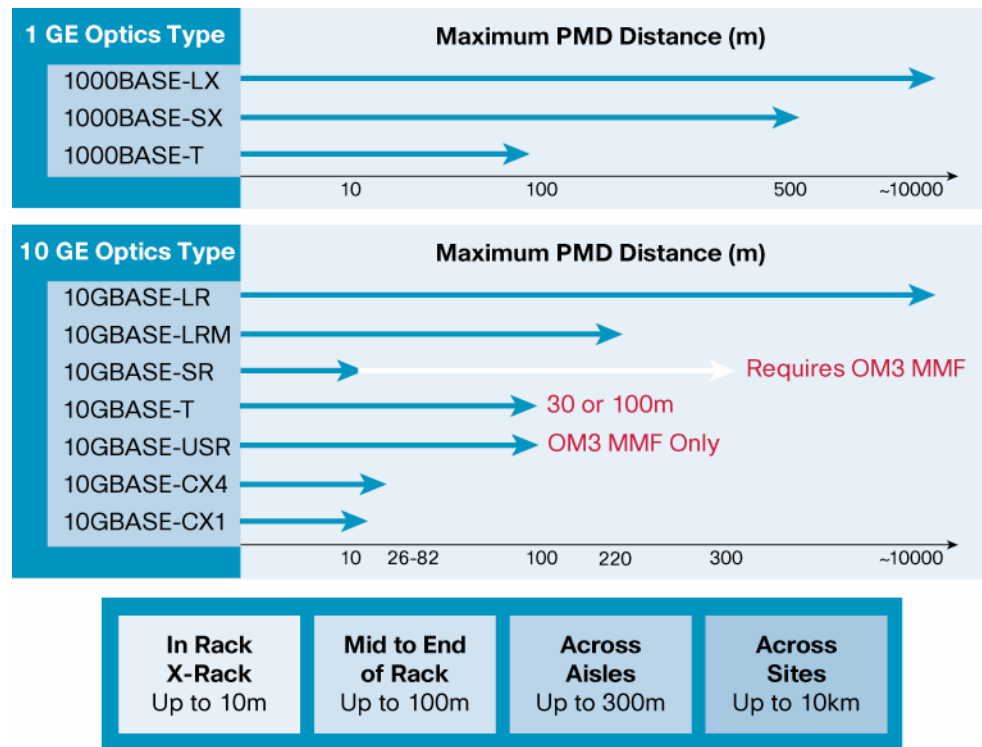 1 GE Optics Type
Maximum PMD Distance (m)
1000BASE-LX
1000BASE-SX
1000BASE-T
10 100 500 ~10000
10 GE Optics Type
Maximum PMD Distance (m)
10GBASE-LR
10GBASE-LRM
10GBASE-SR
Requires OM3 MMF
10GBASE-T
30 or 100m
10GBASE-USR
OM3 MMF Only
10GBASE-CX4
10GBASE-CX1
10 26-82 100 220 300 ~10000
In Rack
X-Rack
Up to 10m
Mid to End
of Rack
Up to 100m
Across
Aisles
Up to 300m
Across
Sites
Up to 10km